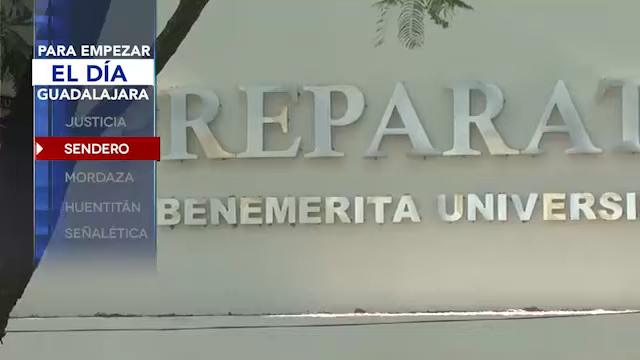 PARA EMPEZAR
EL DÍA
GUADALAJARA
JUSTICIA
SENDERO
MORDAZA
HUENTITÁN
SEÑALÉTICA
REPARAT
BENEMERITA UNIVERSI